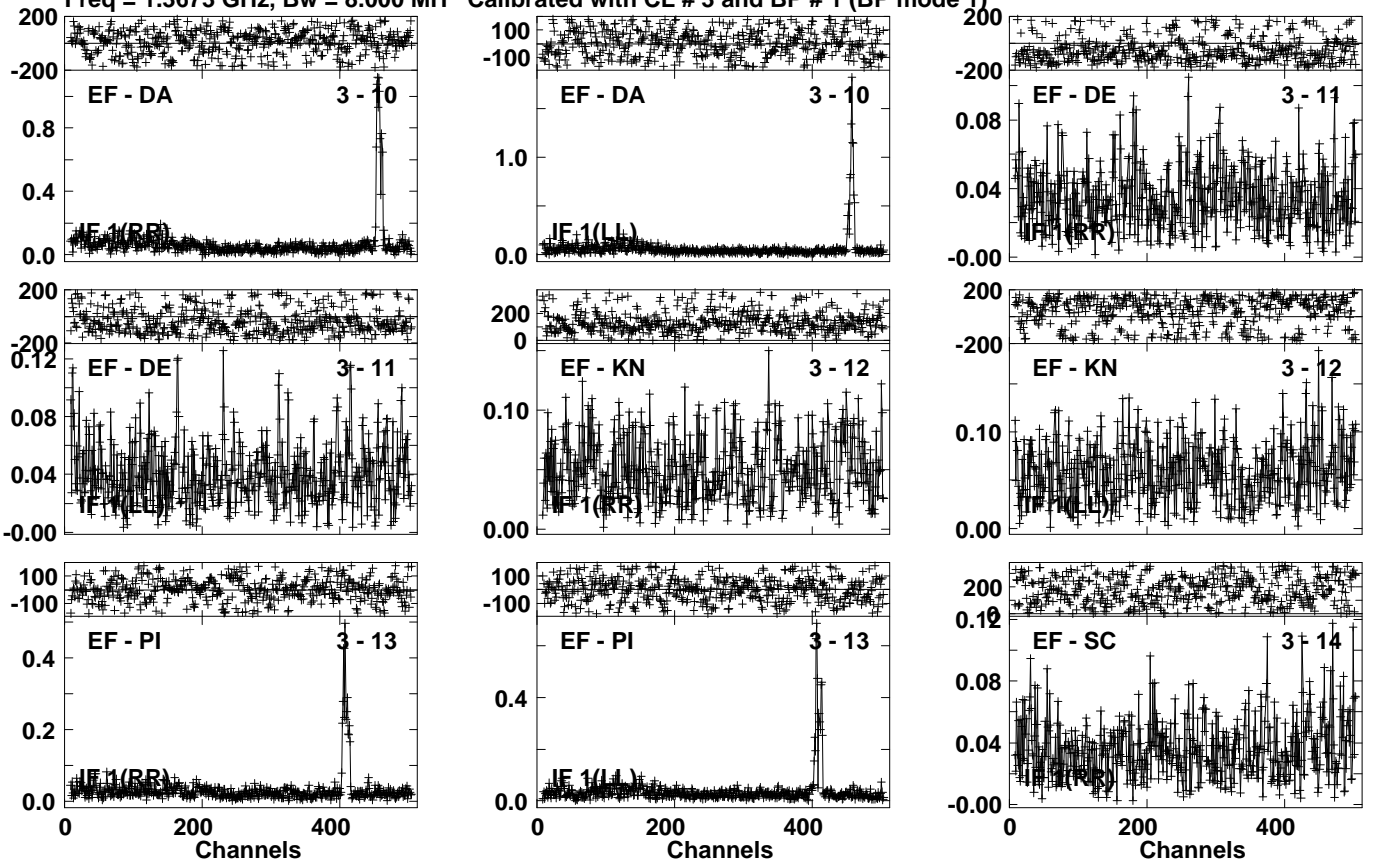 Freq = 1.3673 GHz, Bw = 8.000 MH Calibrated with CL # 3 and BP # 1 (BP mode 1)
200
-200
EF - DA 3 - 10
0.8
0.4
0.0
IF 1(RR)
100
-100
EF - DA 3 - 10
1.0
0.0
IF 1(LL)
200
-200
EF - DE 3 - 11
0.08
0.04
-0.00
IF 1(RR)
200
-200
0.12
EF - DE 3 - 11
0.08
0.04
-0.00
IF 1(LL)
200
0
EF - KN 3 - 12
0.10
0.00
IF 1(RR)
200
-200
EF - KN 3 - 12
0.10
0.00
IF 1(LL)
100
-100
EF - PI 3 - 13
0.4
0.2
0.0
IF 1(RR)
0 200 400
Channels
100
-100
EF - PI 3 - 13
0.4
0.0
IF 1(LL)
0 200 400
Channels
200
0
0.12
EF - SC 3 - 14
0.08
0.04
-0.00
IF 1(RR)
0 200 400
Channels